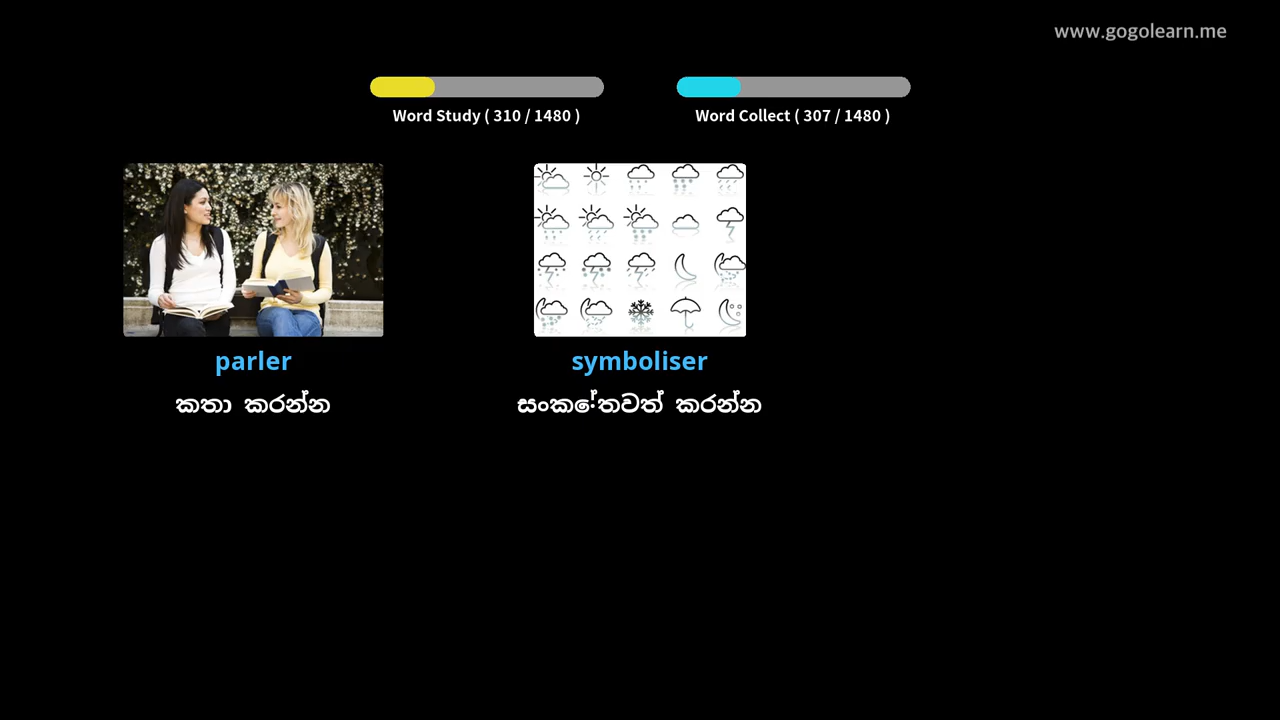 www.gogolearn.me
Word Study ( 310 / 1480 )
Word Collect ( 307 / 1480 )
parler
symboliser
කතා කරන්න
සංකේතවත් කරන්න